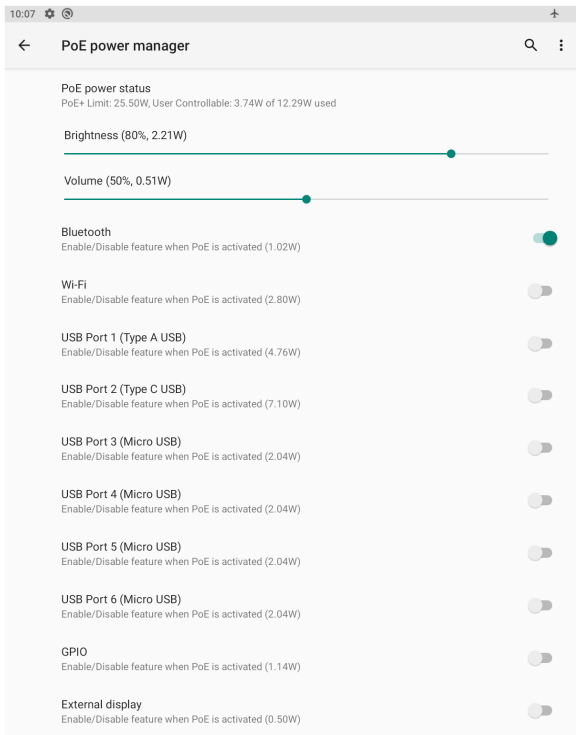 10:07
PoE power manager
PoE power status
PoE+ Limit: 25.50W, User Controllable: 3.74W of 12.29W used
Brightness (80%, 2.21W)
Volume (50%, 0.51W)
Bluetooth
Enable/Disable feature when PoE is activated (1.02W)
Wi-Fi
Enable/Disable feature when PoE is activated (2.80W)
USB Port 1 (Type A USB)
Enable/Disable feature when PoE is activated (4.76W)
USB Port 2 (Type C USB)
Enable/Disable feature when PoE is activated (7.10W)
USB Port 3 (Micro USB)
Enable/Disable feature when PoE is activated (2.04W)
USB Port 4 (Micro USB)
Enable/Disable feature when PoE is activated (2.04W)
USB Port 5 (Micro USB)
Enable/Disable feature when PoE is activated (2.04W)
USB Port 6 (Micro USB)
Enable/Disable feature when PoE is activated (2.04W)
GPIO
Enable/Disable feature when PoE is activated (1.14W)
External display
Enable/Disable feature when PoE is activated (0.50W)